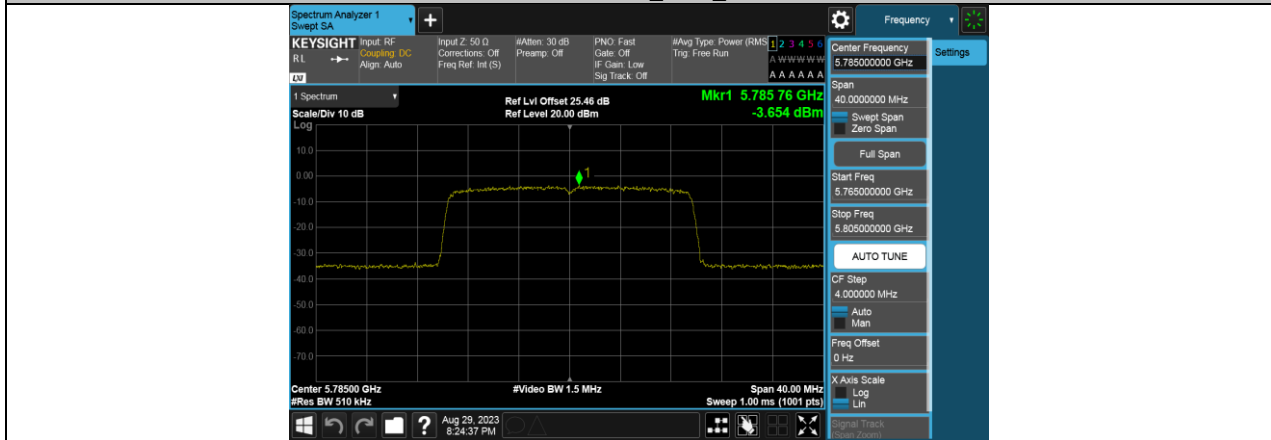 Spectrum Analyzer 1
Swept SA
+
Frequency
KEYSIGHT
RL
LXI
Input: RF
Coupling: DC
Align: Auto
Input Z: 50 Ω
Corrections: Off
Freq Ref: Int (S)
#Atten: 30 dB
Preamp: Off
PNO: Fast
Gate: Off
IF Gain: Low
Sig Track: Off
#Avg Type: Power (RMS
Trig: Free Run
1 2 3 4 5 6
A W W W W W
A A A A A A
1 Spectrum
Scale/Div 10 dB
Log
Ref Lvl Offset 25.46 dB
Ref Level 20.00 dBm
Mkr1 5.785 76 GHz
-3.654 dBm
10.0
0.00
-10.0
-20.0
-30.0
-40.0
-50.0
-60.0
-70.0
1
Center 5.78500 GHz
#Res BW 510 kHz
#Video BW 1.5 MHz
Span 40.00 MHz
Sweep 1.00 ms (1001 pts)
?
Aug 29, 2023
8:24:37 PM
Center Frequency
5.785000000 GHz
Span
40.0000000 MHz
Swept Span
Zero Span
Full Span
Start Freq
5.765000000 GHz
Stop Freq
5.805000000 GHz
AUTO TUNE
CF Step
4.000000 MHz
Auto
Man
Freq Offset
0 Hz
X Axis Scale
Log
Lin
Signal Track
(Span Zoom)
Settings